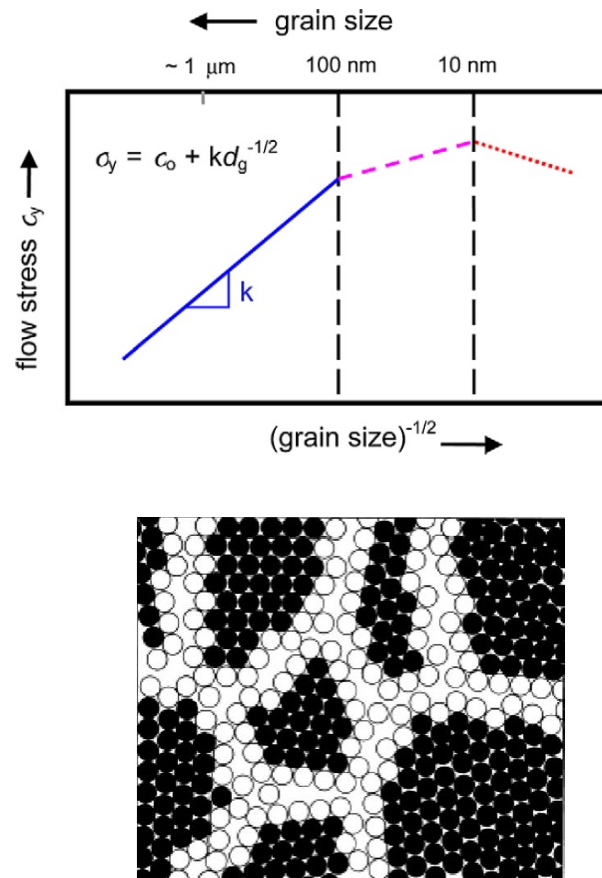 ← grain size
~ 1 μm 100 nm 10 nm
σy = σo + kdg-1/2
flow stress σy →
k
(grain size)-1/2 →